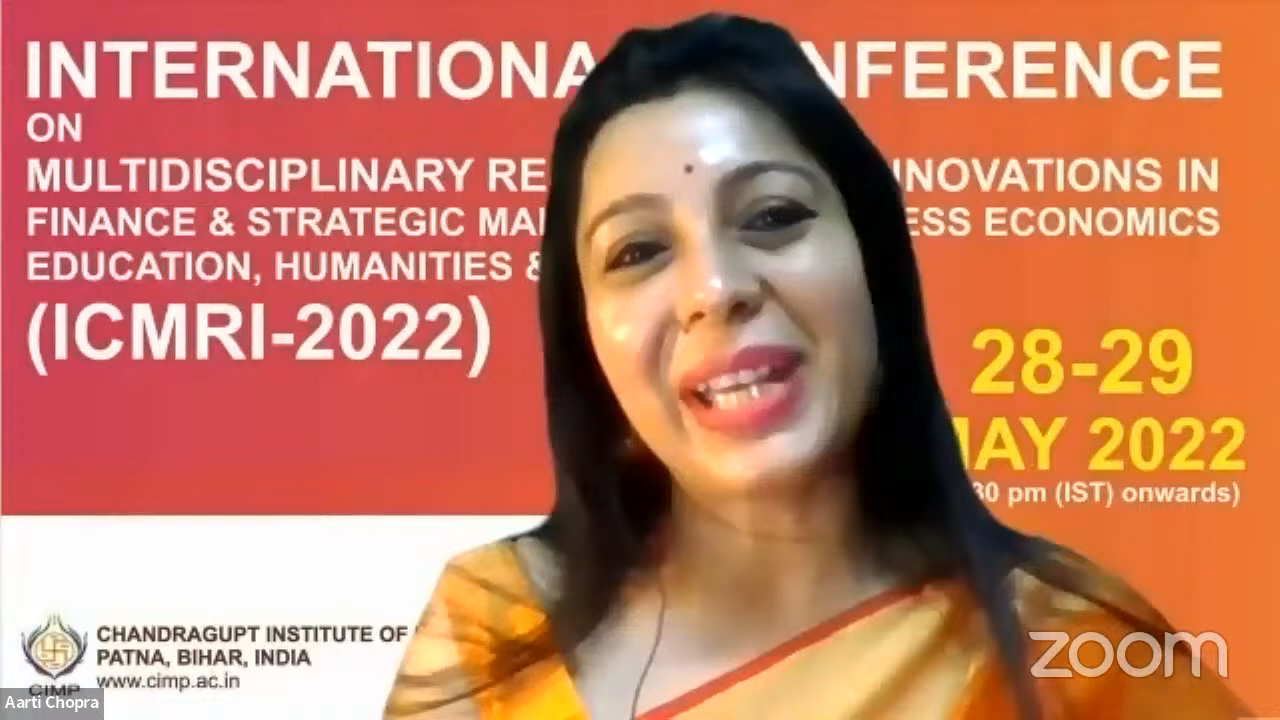 INTERNATIONA NFERENCE
ON
MULTIDISCIPLINARY RE NOVATIONS IN
FINANCE & STRATEGIC MA ESS ECONOMICS
EDUCATION, HUMANITIES &
(ICMRI-2022)
28-29
MAY 2022
30 pm (IST) onwards)
CHANDRAGUPT INSTITUTE OF
PATNA, BIHAR, INDIA
www.cimp.ac.in
CIMP
Aarti Chopra
zoom